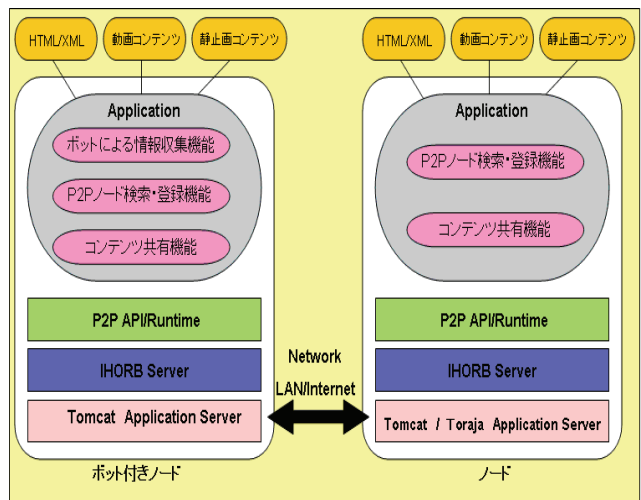 HTML/XML
動画コンテンツ
静止画コンテンツ
Application
ボットによる情報収集機能
P2Pノード検索・登録機能
コンテンツ共有機能
P2P API/Runtime
IHORB Server
Tomcat Application Server
ボット付きノード
Network
LAN/Internet
HTML/XML
動画コンテンツ
静止画コンテンツ
Application
P2Pノード検索・登録機能
コンテンツ共有機能
P2P API/Runtime
IHORB Server
Tomcat / Toraja Application Server
ノード